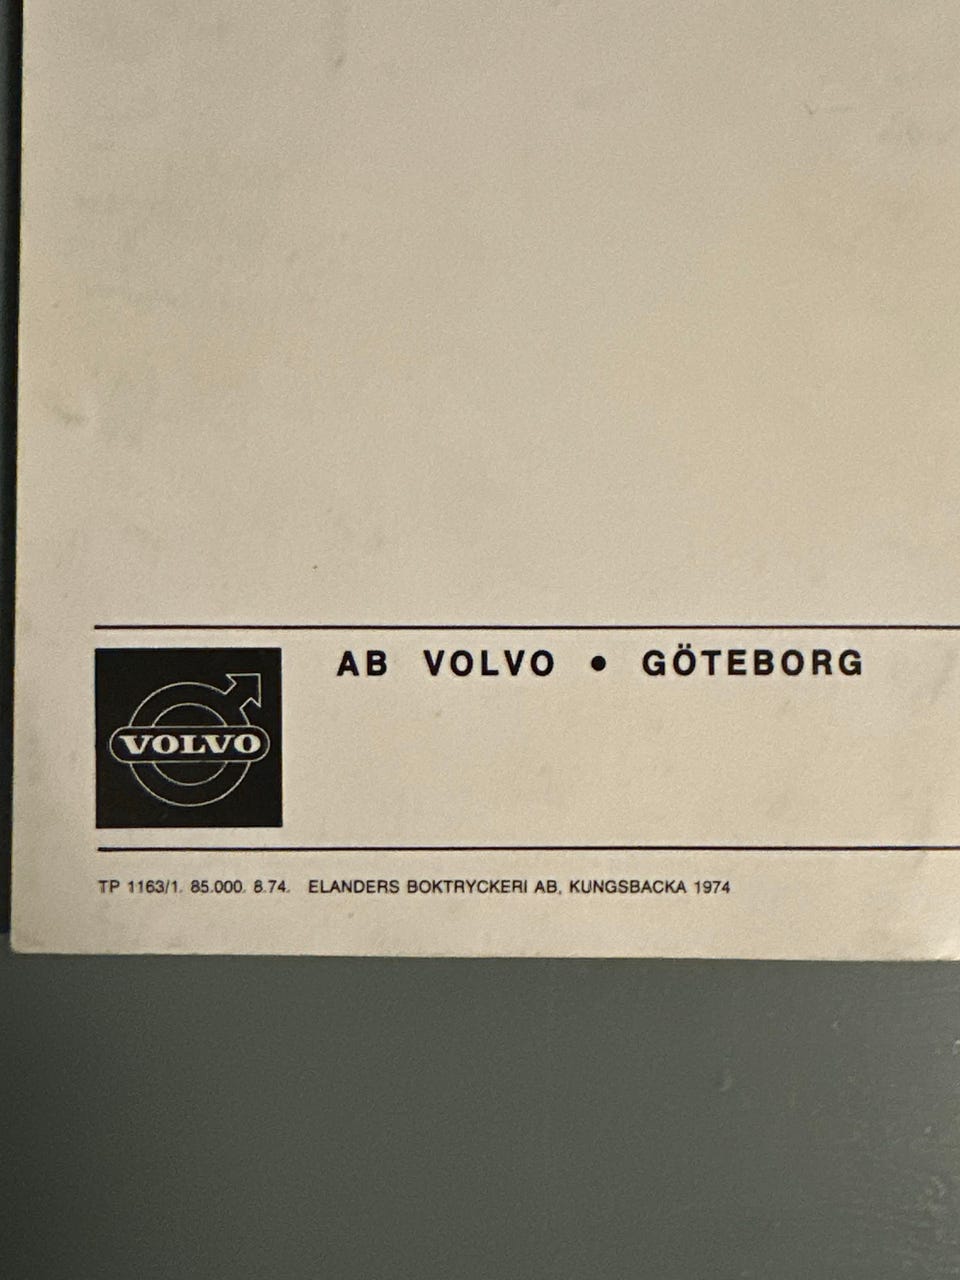 AB VOLVO • GÖTEBORG
VOLVO
TP 1163/1. 85.000. 8.74. ELANDERS BOKTRYCKERI AB, KUNGSBACKA 1974